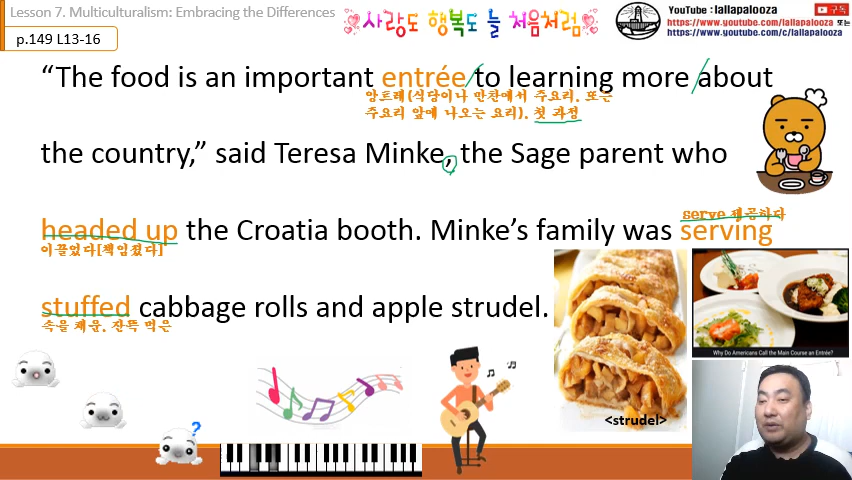 Lesson 7. Multiculturalism: Embracing the Differences
p.149 L13-16
사랑도 행복도 늘 처음처럼
YouTube : lallapalooza
구독
https://www.youtube.com/lallapalooza 또는
https://www.youtube.com/c/lallapalooza
“The food is an important entrée to learning more about
앙트레(식당이나 만찬에서 주요리. 또는
주요리 앞에 나오는 요리). 첫 과정
the country,” said Teresa Minke, the Sage parent who
serve 제공하다
headed up the Croatia booth. Minke’s family was serving
이끌었다[책임졌다]
stuffed cabbage rolls and apple strudel.
속을 채운. 잔뜩 먹은
Why Do Americans Call the Main Course an Entrée?
<strudel>
?